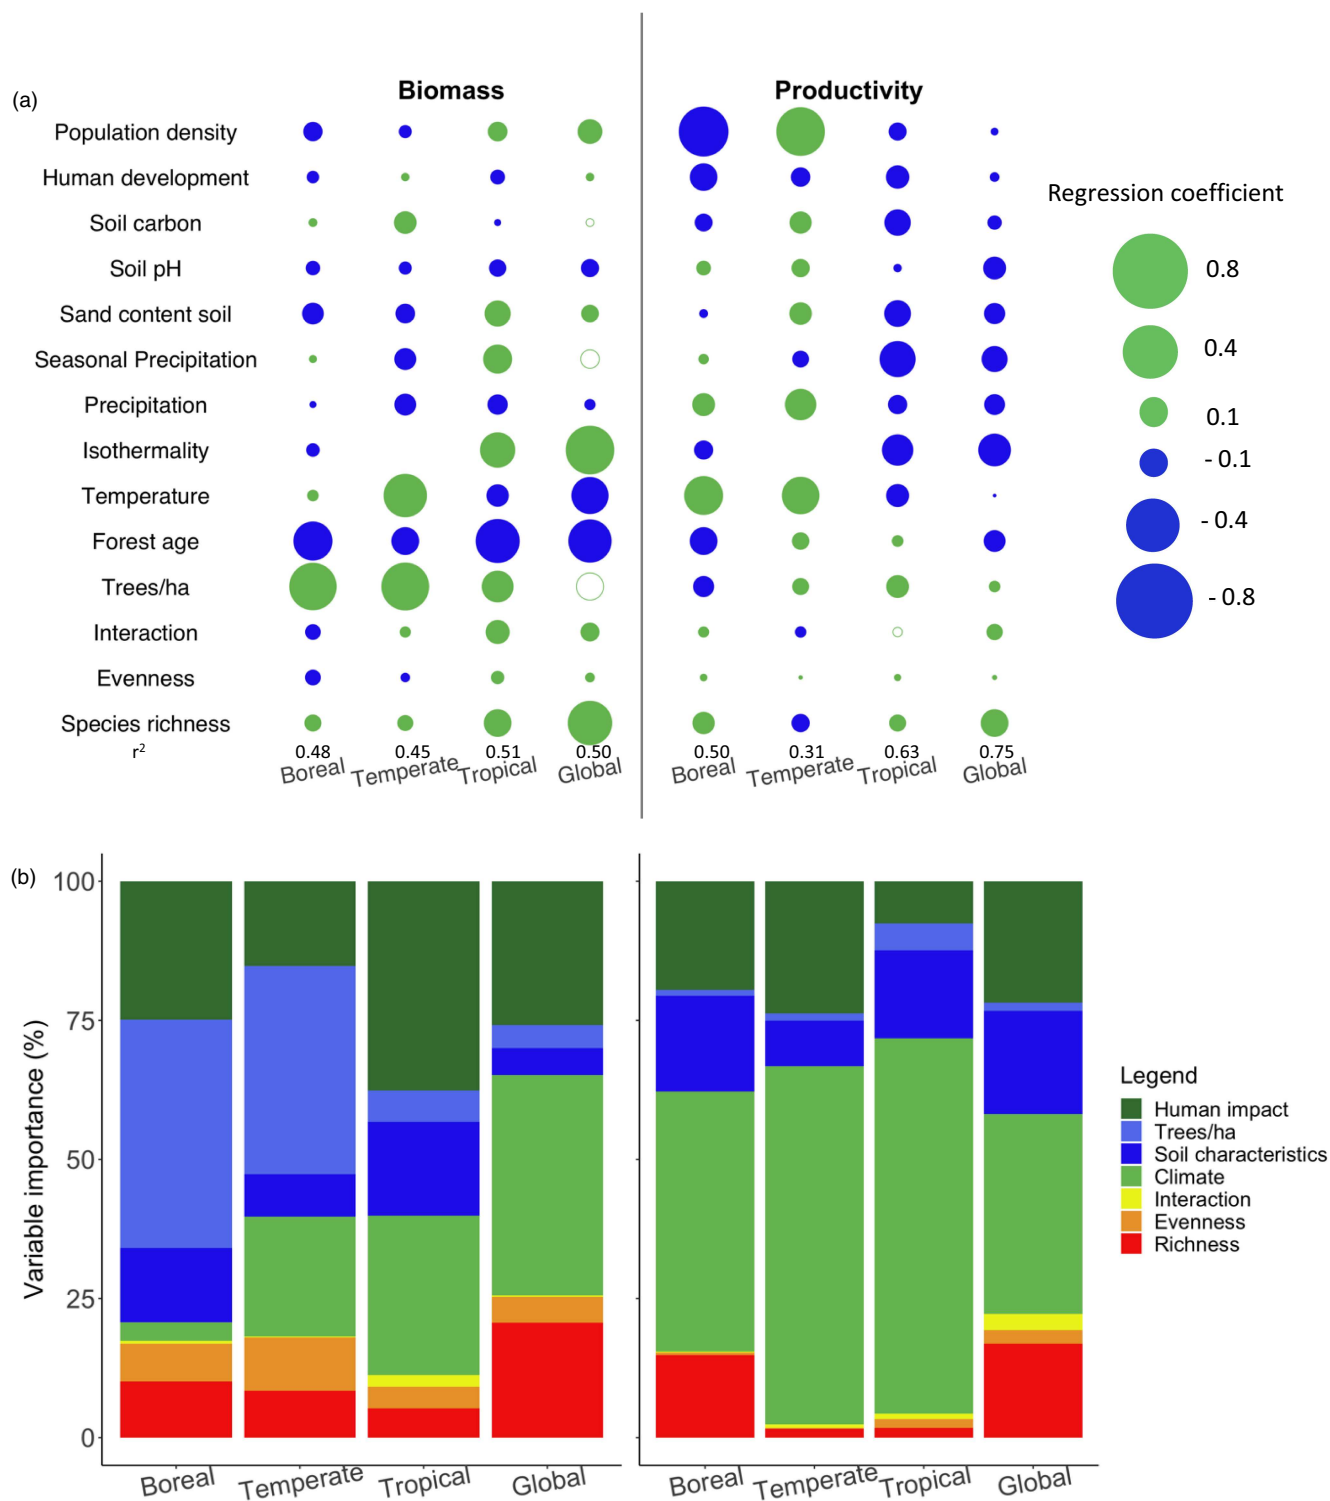 (a)
Biomass
Productivity
Population density
Human development
Soil carbon
Soil pH
Sand content soil
Seasonal Precipitation
Precipitation
Isothermality
Temperature
Forest age
Trees/ha
Interaction
Evenness
Species richness
r2 0.48 0.45 0.51 0.50 0.50 0.31 0.63 0.75
Boreal Temperate Tropical Global Boreal Temperate Tropical Global
Regression coefficient
0.8
0.4
0.1
- 0.1
- 0.4
- 0.8
(b)
Variable importance (%)
100
75
50
25
0
Boreal Temperate Tropical Global Boreal Temperate Tropical Global
Legend
Human impact
Trees/ha
Soil characteristics
Climate
Interaction
Evenness
Richness